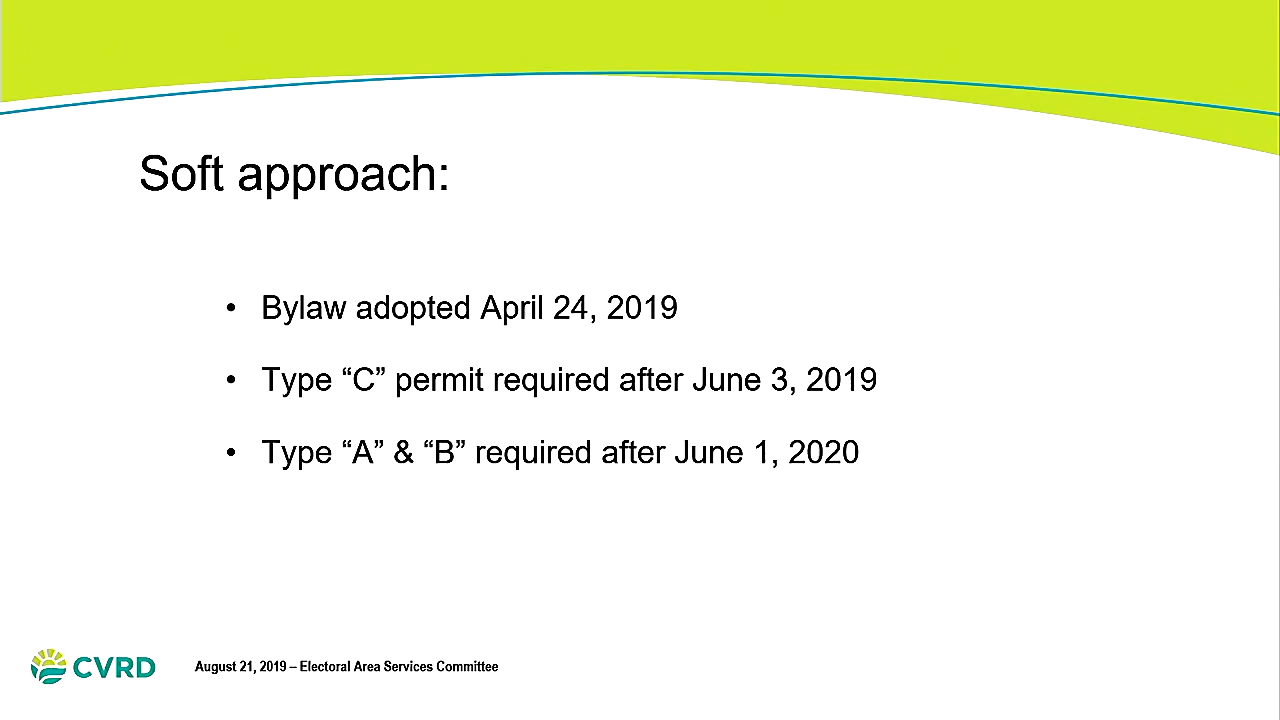 Soft approach:
• Bylaw adopted April 24, 2019
• Type “C” permit required after June 3, 2019
• Type “A” & “B” required after June 1, 2020
CVRD
August 21, 2019 – Electoral Area Services Committee